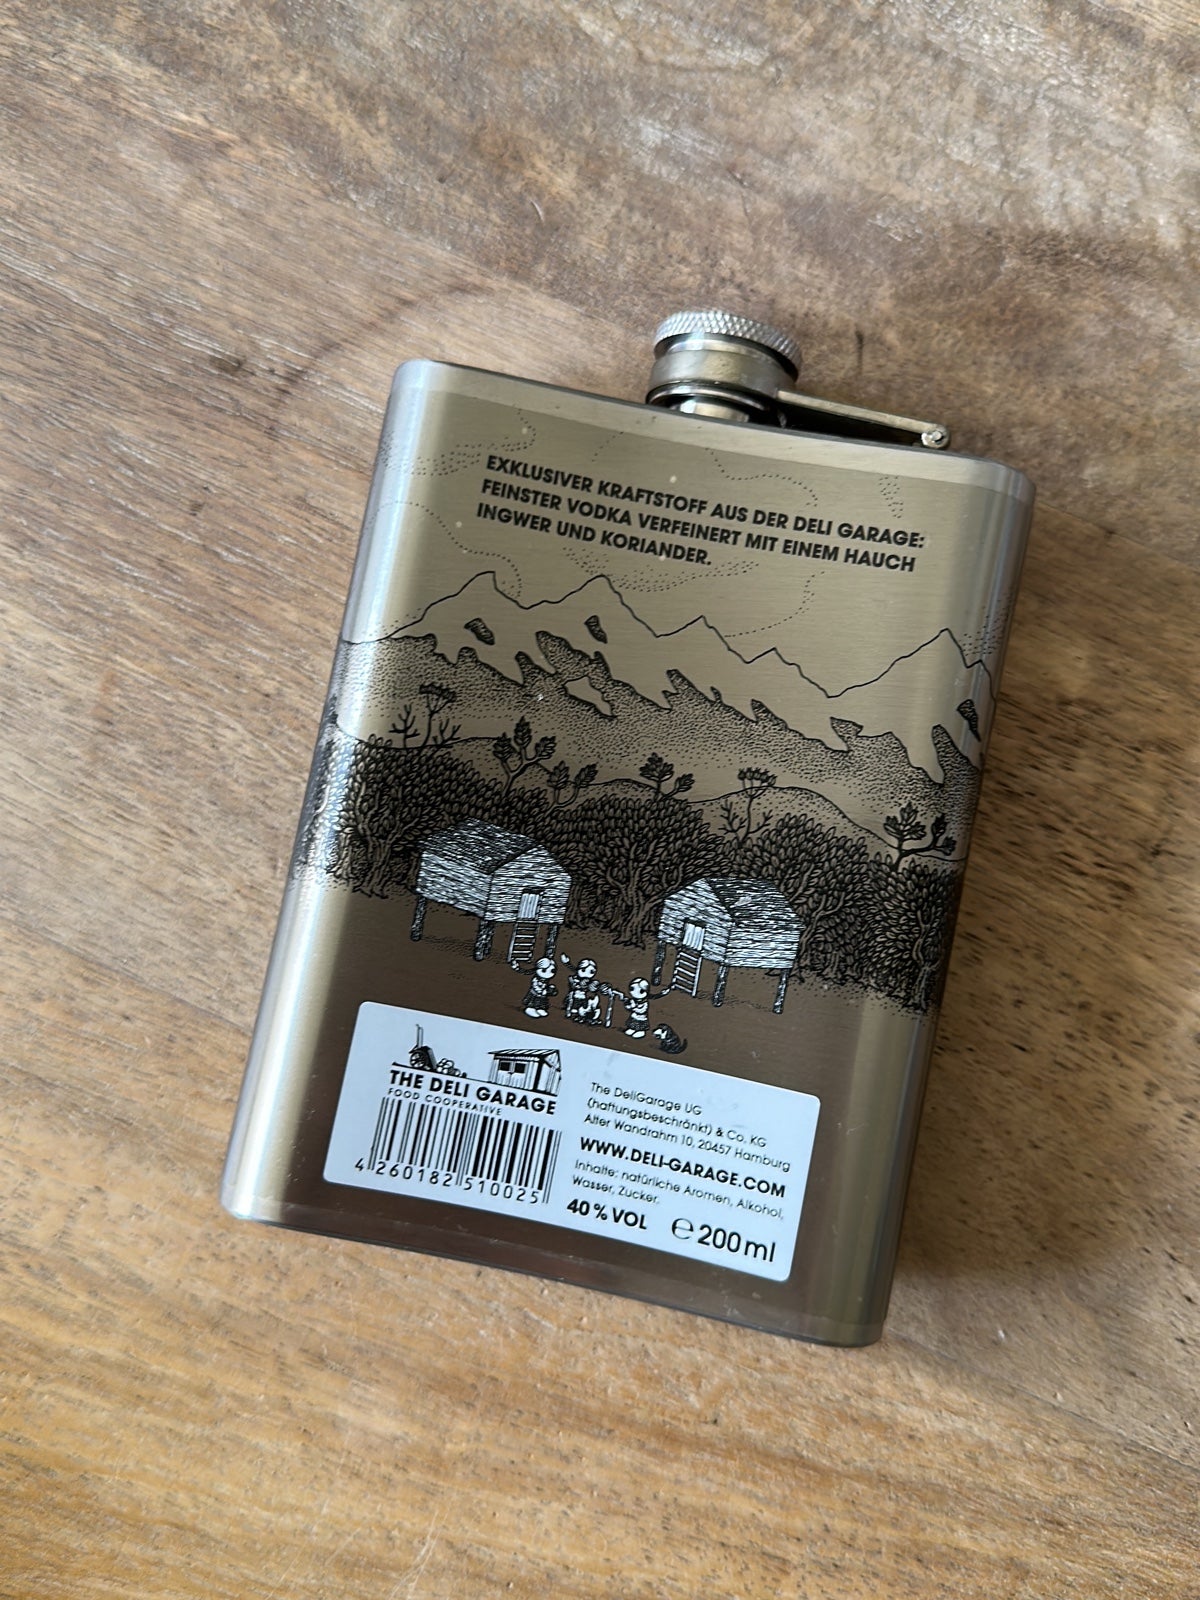 EXKLUSIVER KRAFTSTOFF AUS DER DELI GARAGE:
FEINSTER VODKA VERFEINERT MIT EINEM HAUCH
INGWER UND KORIANDER.
THE DELI GARAGE
FOOD COOPERATIVE
4 260182 510025
The DeliGarage UG
(haftungsbeschränkt) & Co. KG
Alter Wandrahm 10, 20457 Hamburg
WWW.DELI-GARAGE.COM
Inhalte: natürliche Aromen, Alkohol,
Wasser, Zucker.
40 % VOL ℮ 200 ml